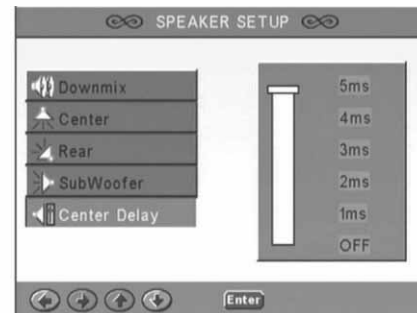 SPEAKER SETUP
Downmix
Center
Rear
SubWoofer
Center Delay
5ms
4ms
3ms
2ms
1ms
OFF
Enter